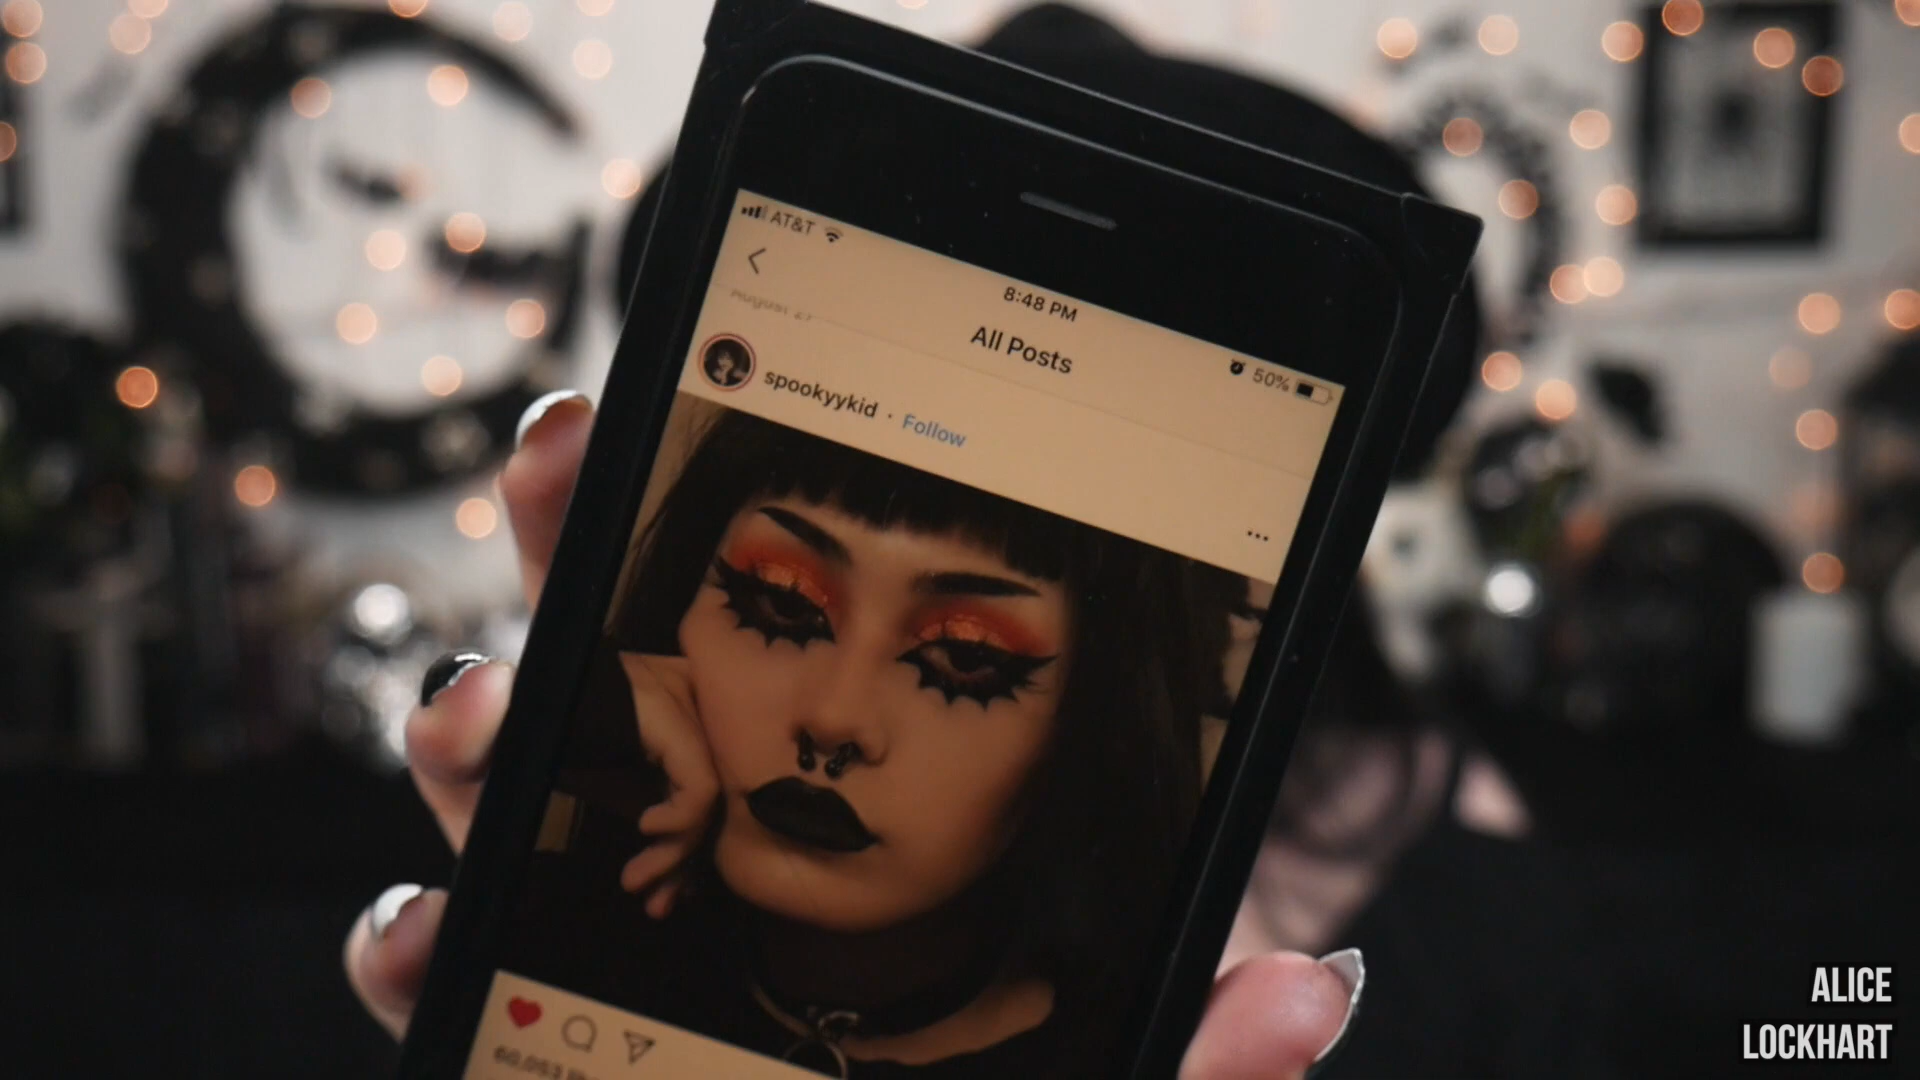 AT&T
8:48 PM
50%
All Posts
spookyykid · Follow
ALICE
LOCKHART